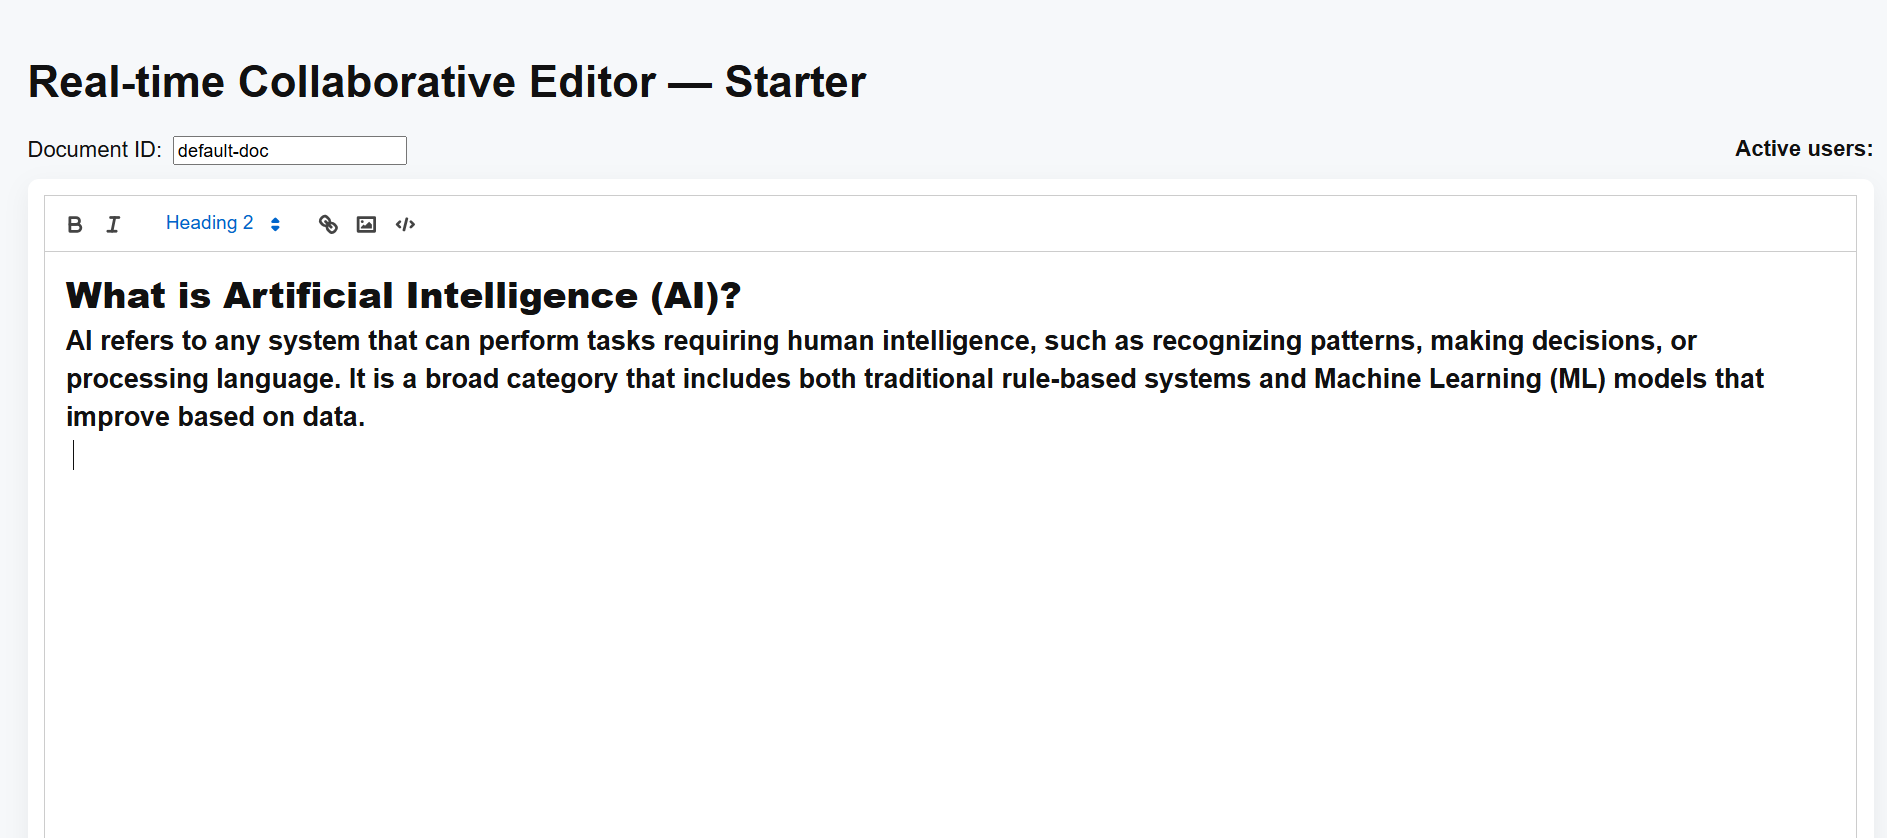 Real-time Collaborative Editor — Starter
Document ID: default-doc
Active users:
B I Heading 2 </>
What is Artificial Intelligence (AI)?
AI refers to any system that can perform tasks requiring human intelligence, such as recognizing patterns, making decisions, or
processing language. It is a broad category that includes both traditional rule-based systems and Machine Learning (ML) models that
improve based on data.